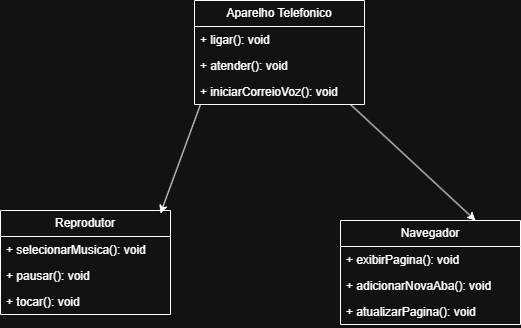 Aparelho Telefonico
+ ligar(): void
+ atender(): void
+ iniciarCorreioVoz(): void
Reprodutor
+ selecionarMusica(): void
+ pausar(): void
+ tocar(): void
Navegador
+ exibirPagina(): void
+ adicionarNovaAba(): void
+ atualizarPagina(): void